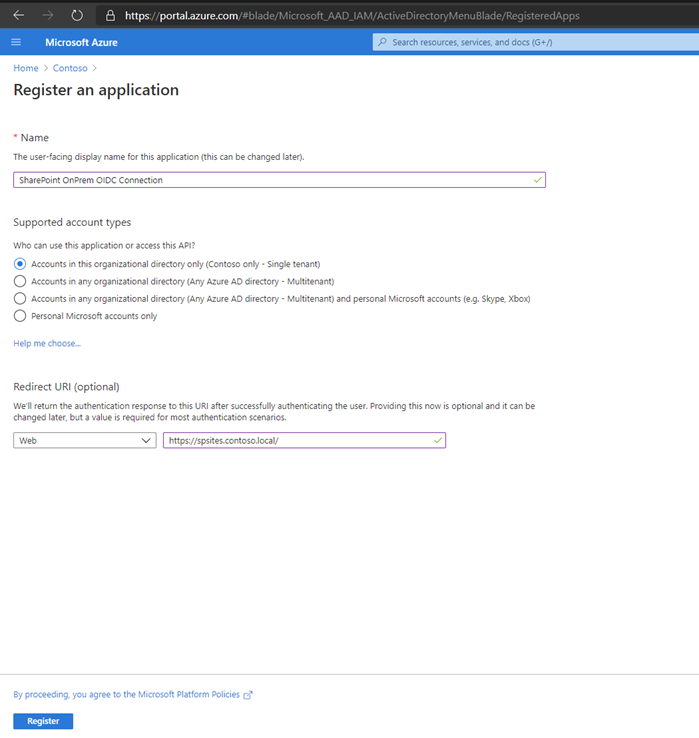 https://portal.azure.com/#blade/Microsoft_AAD_IAM/ActiveDirectoryMenuBlade/RegisteredApps
Microsoft Azure
Search resources, services, and docs (G+/)
Home > Contoso >
Register an application
* Name
The user-facing display name for this application (this can be changed later).
SharePoint OnPrem OIDC Connection
Supported account types
Who can use this application or access this API?
Accounts in this organizational directory only (Contoso only - Single tenant)
Accounts in any organizational directory (Any Azure AD directory - Multitenant)
Accounts in any organizational directory (Any Azure AD directory - Multitenant) and personal Microsoft accounts (e.g. Skype, Xbox)
Personal Microsoft accounts only
Help me choose...
Redirect URI (optional)
We'll return the authentication response to this URI after successfully authenticating the user. Providing this now is optional and it can be
changed later, but a value is required for most authentication scenarios.
Web
https://spsites.contoso.local/
By proceeding, you agree to the Microsoft Platform Policies
Register